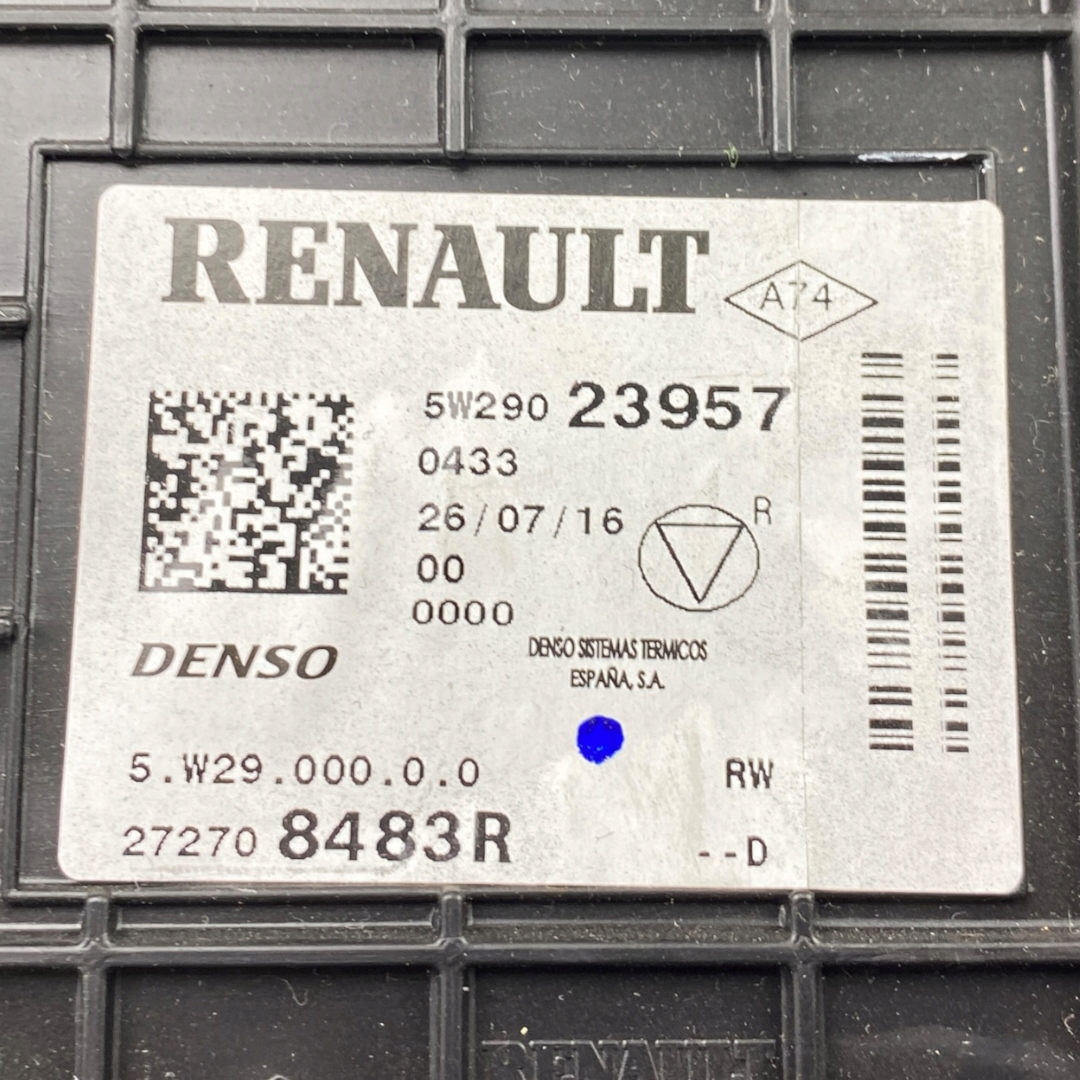 RENAULT
A74
5W290 23957
0433
26/07/16
R
00
0000
DENSO
DENSO SISTEMAS TERMICOS
ESPAÑA, S.A.
5.W29.000.0.0
RW
27270 8483R
--D
RENAULT